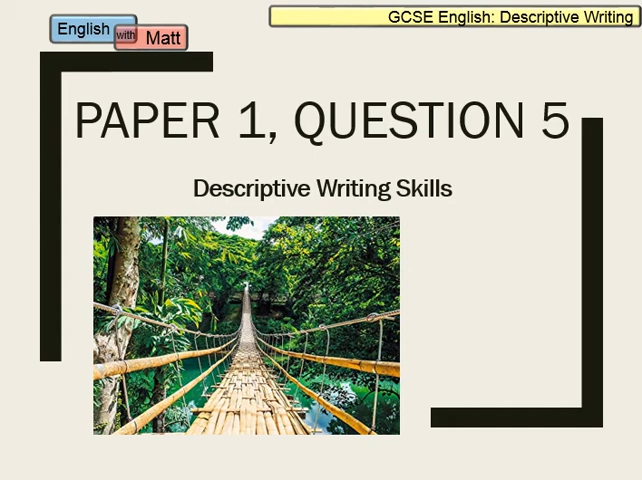 English
with
Matt
GCSE English: Descriptive Writing
PAPER 1, QUESTION 5
Descriptive Writing Skills